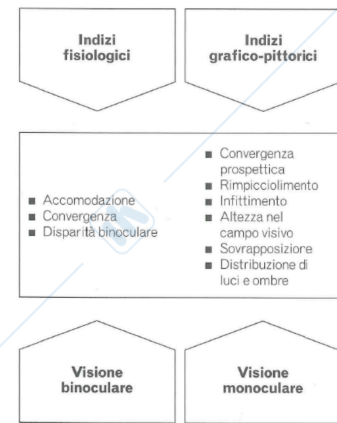 Indizi
fisiologici
Indizi
grafico-pittorici
■ Accomodazione
■ Convergenza
■ Disparità binoculare
■ Convergenza
prospettica
■ Rimpicciolimento
■ Infittimento
■ Altezza nel
campo visivo
■ Sovrapposizione
■ Distribuzione di
luci e ombre
Visione
binoculare
Visione
monoculare